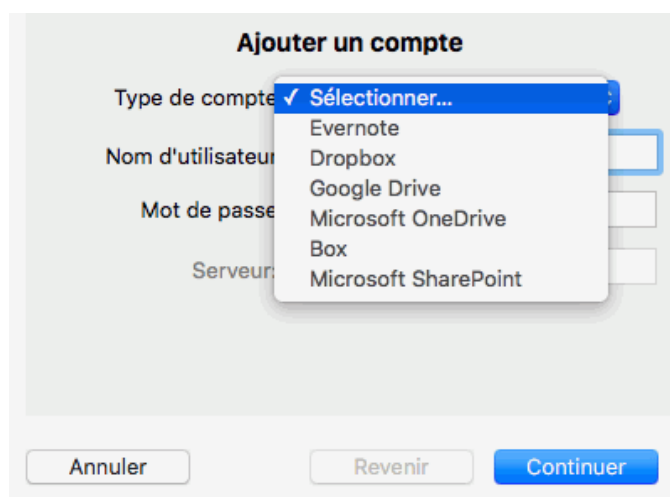 Ajouter un compte
Type de compte ✓ Sélectionner...
Evernote
Nom d'utilisateur Dropbox
Google Drive
Mot de passe Microsoft OneDrive
Box
Serveur: Microsoft SharePoint
Annuler Revenir Continuer